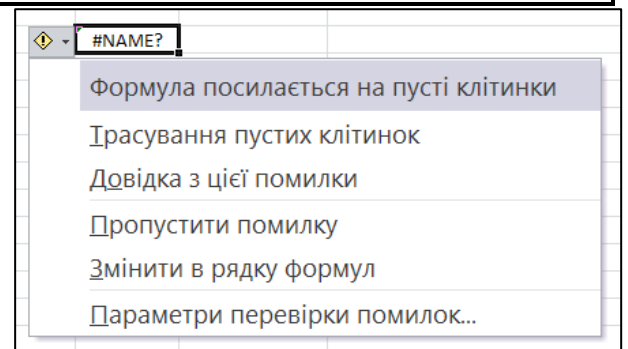 #NAME?
Формула посилається на пусті клітинки
Трасування пустих клітинок
Довідка з цієї помилки
Пропустити помилку
Змінити в рядку формул
Параметри перевірки помилок...